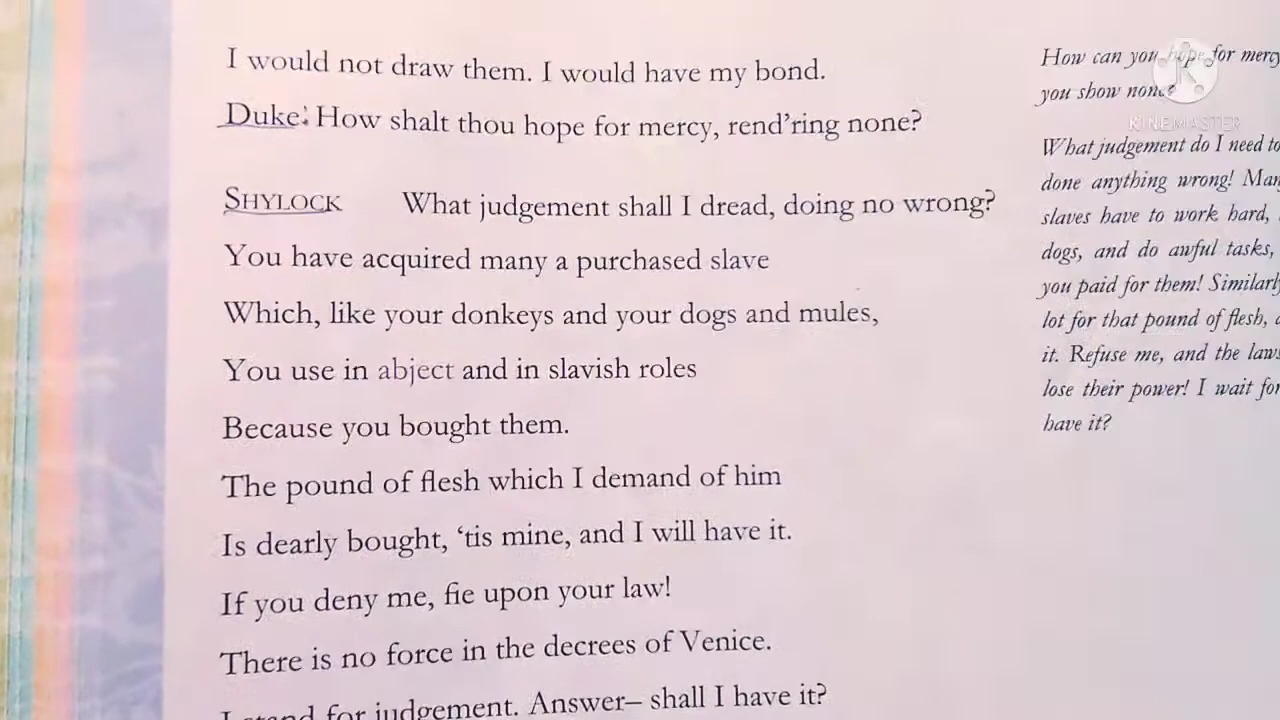 I would not draw them. I would have my bond.
Duke: How shalt thou hope for mercy, rend'ring none?
SHYLOCK What judgement shall I dread, doing no wrong?
You have acquired many a purchased slave
Which, like your donkeys and your dogs and mules,
You use in abject and in slavish roles
Because you bought them.
The pound of flesh which I demand of him
Is dearly bought, 'tis mine, and I will have it.
If you deny me, fie upon your law!
There is no force in the decrees of Venice.
I stand for judgement. Answer– shall I have it?
How can you hope for mercy
you show none?
What judgement do I need to
done anything wrong!
slaves have to work hard,
dogs, and do awful tasks,
you paid for them! Similarly
lot for that pound of flesh,
it. Refuse me, and the laws
lose their power! I wait for
have it?
KINEMASTER